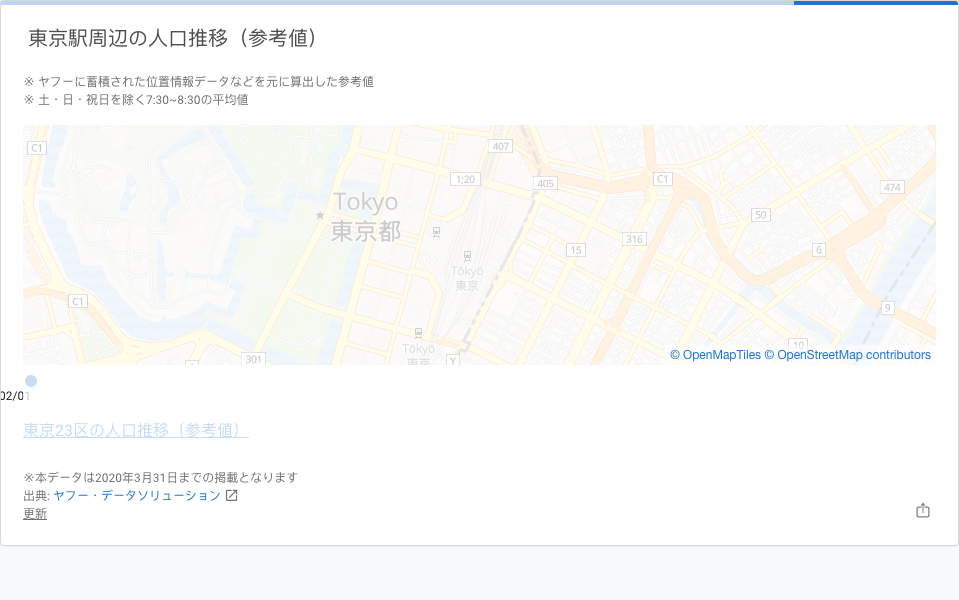 東京駅周辺の人口推移（参考値）
※ ヤフーに蓄積された位置情報データなどを元に算出した参考値
※ 土・日・祝日を除く7:30~8:30の平均値
C1
407
1;20
405
C1
474
Tokyo
東京都
50
316
15
6
Tōkyō
東京
C1
9
10
Tōkyō
東京
301
Y
© OpenMapTiles © OpenStreetMap contributors
02/01
東京23区の人口推移（参考値）
※本データは2020年3月31日までの掲載となります
出典: ヤフー・データソリューション
更新